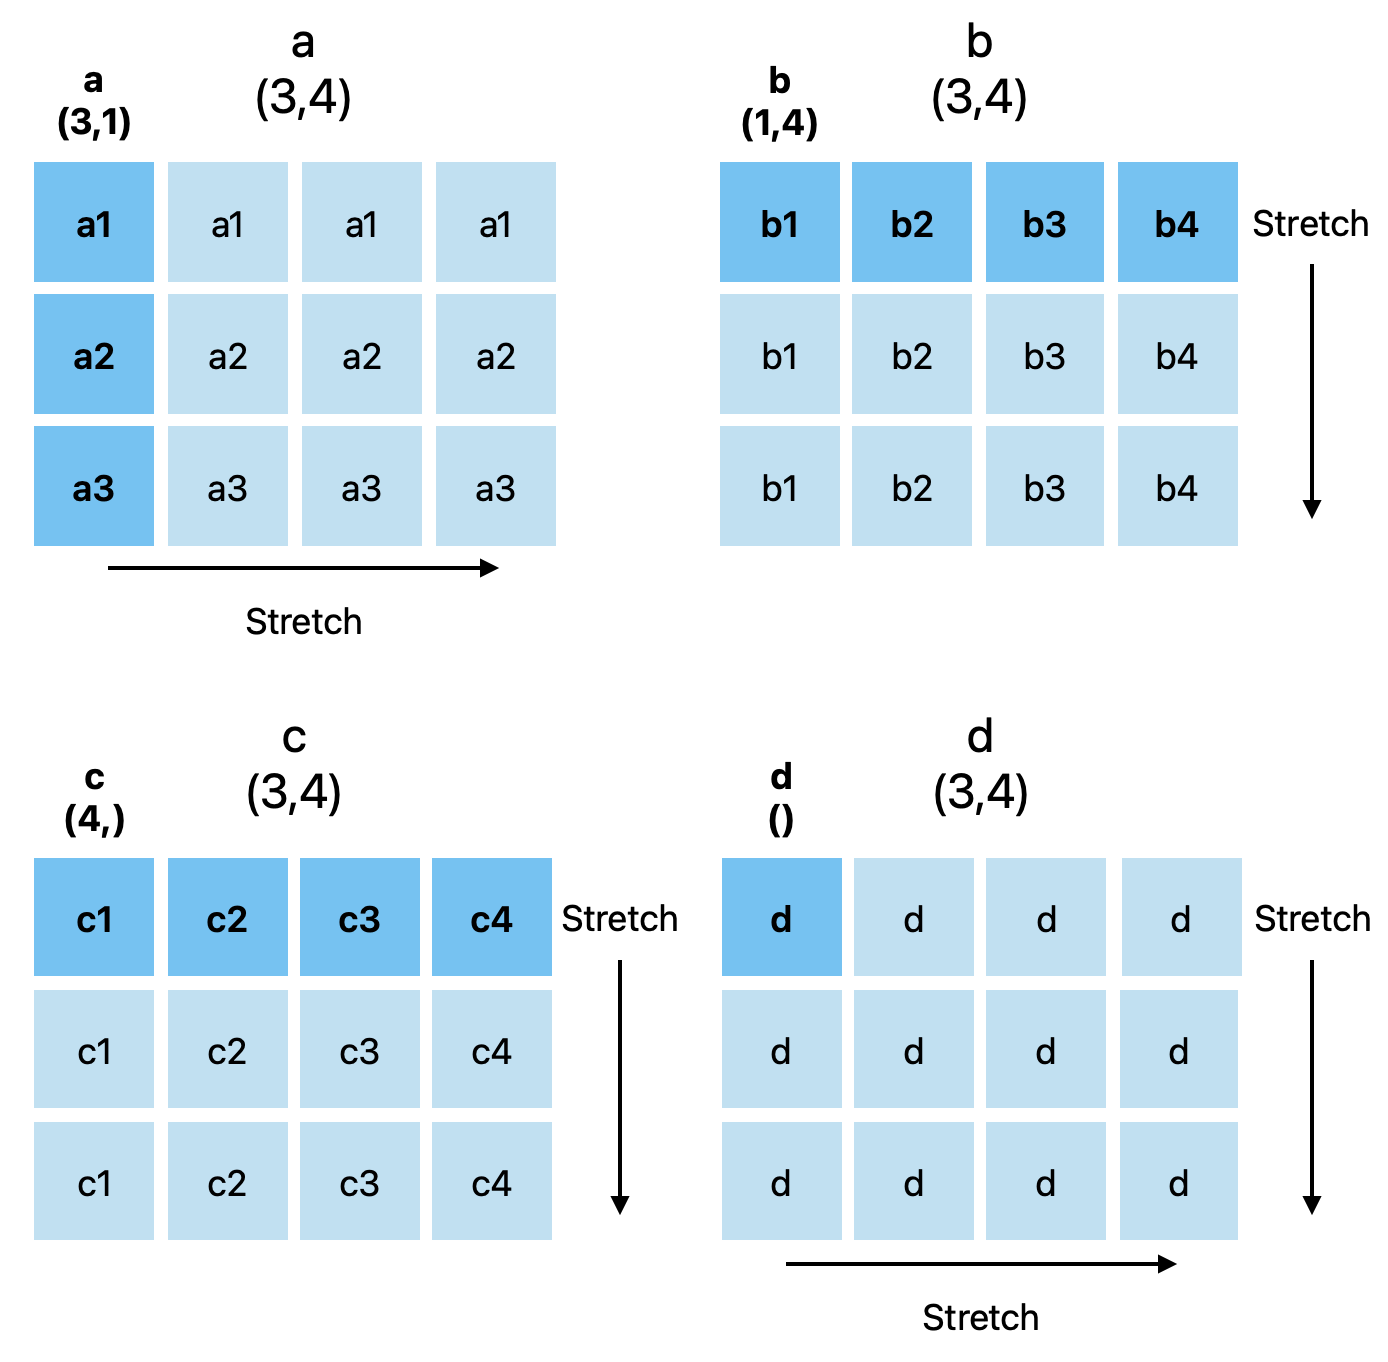 a
(3,4)
a
(3,1)
a1 a1 a1 a1
a2 a2 a2 a2
a3 a3 a3 a3
Stretch
b
(3,4)
b
(1,4)
b1 b2 b3 b4 Stretch
b1 b2 b3 b4
b1 b2 b3 b4
c
(3,4)
c
(4,)
c1 c2 c3 c4 Stretch
c1 c2 c3 c4
c1 c2 c3 c4
d
(3,4)
d
()
d d d d Stretch
d d d d
d d d d
Stretch